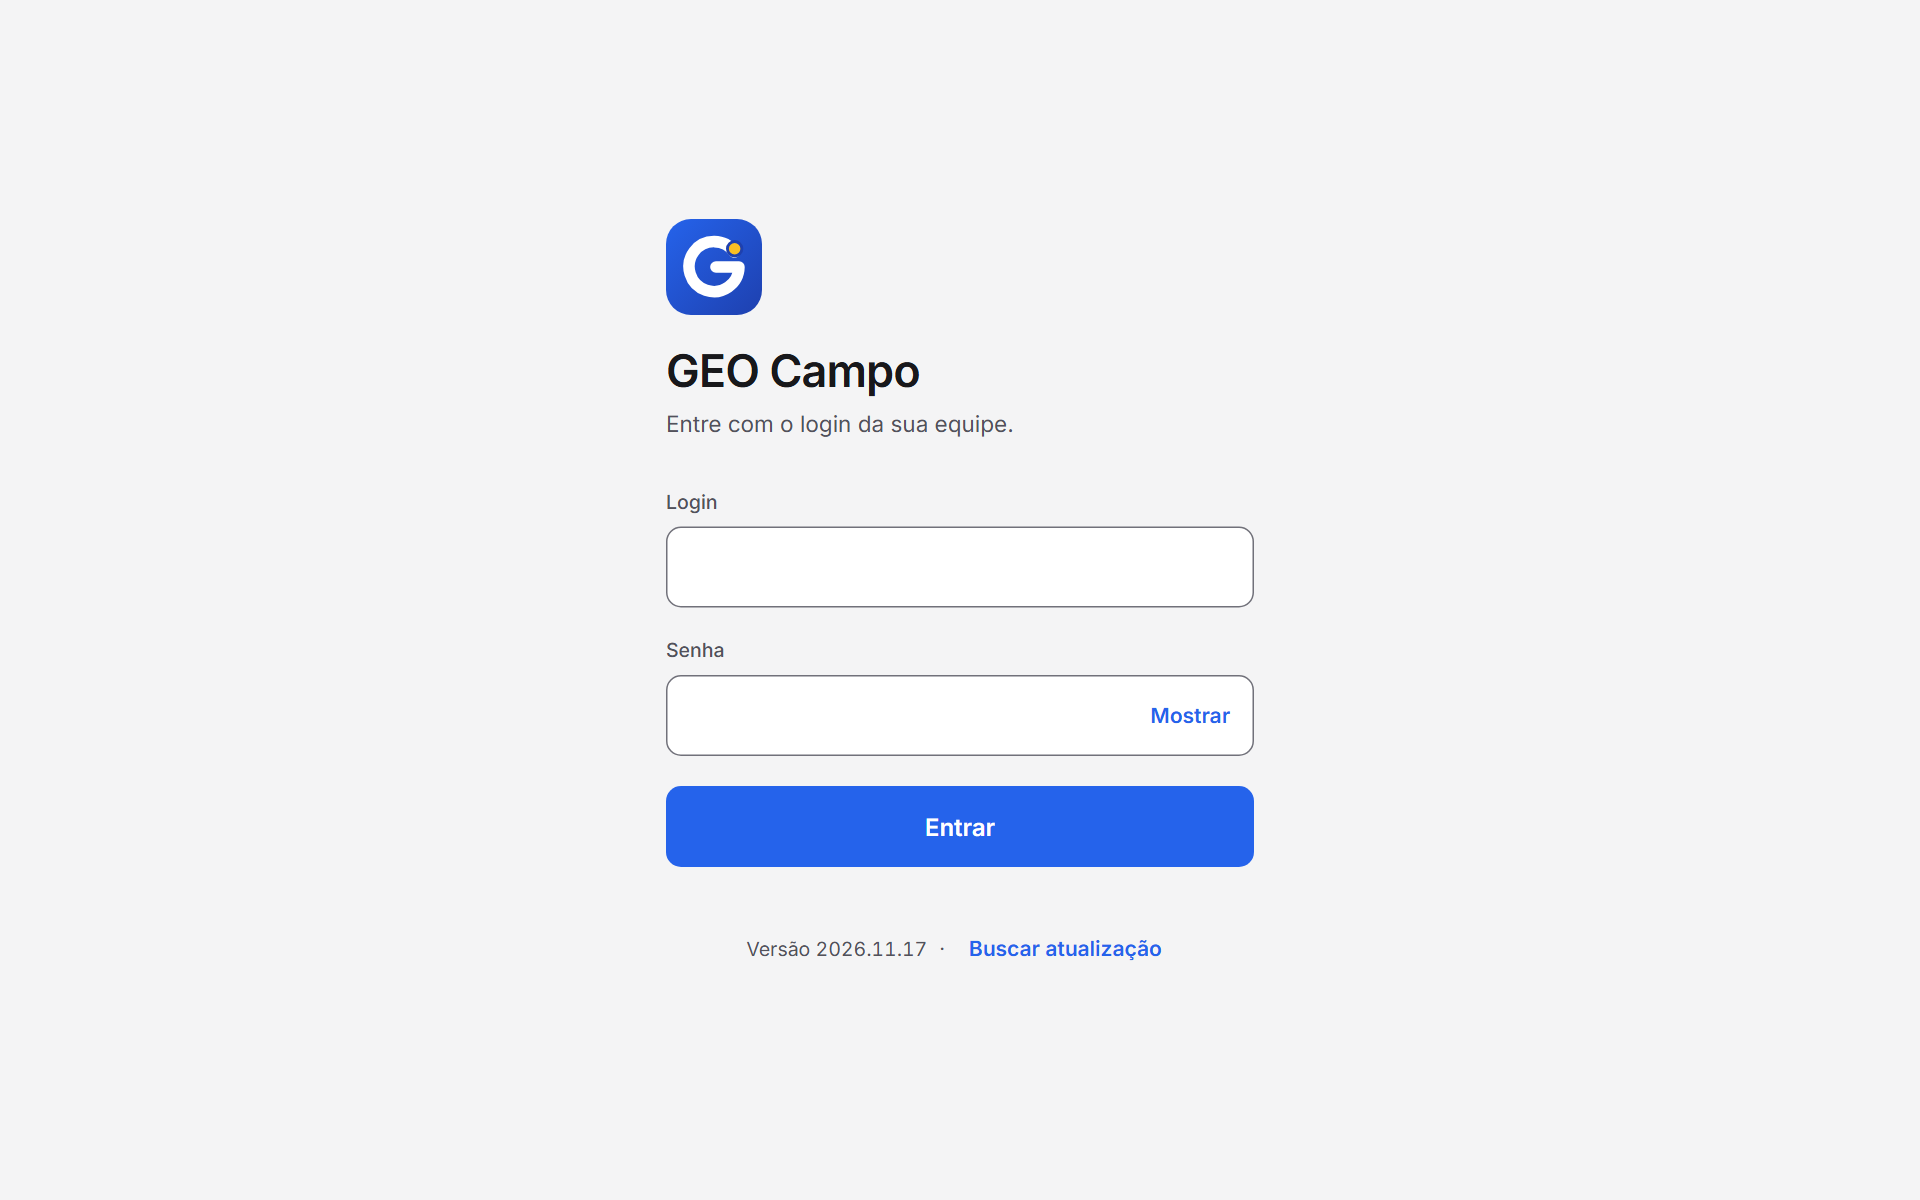 GEO Campo
Entre com o login da sua equipe.
Login
Senha
Mostrar
Entrar
Versão 2026.11.17 · Buscar atualização